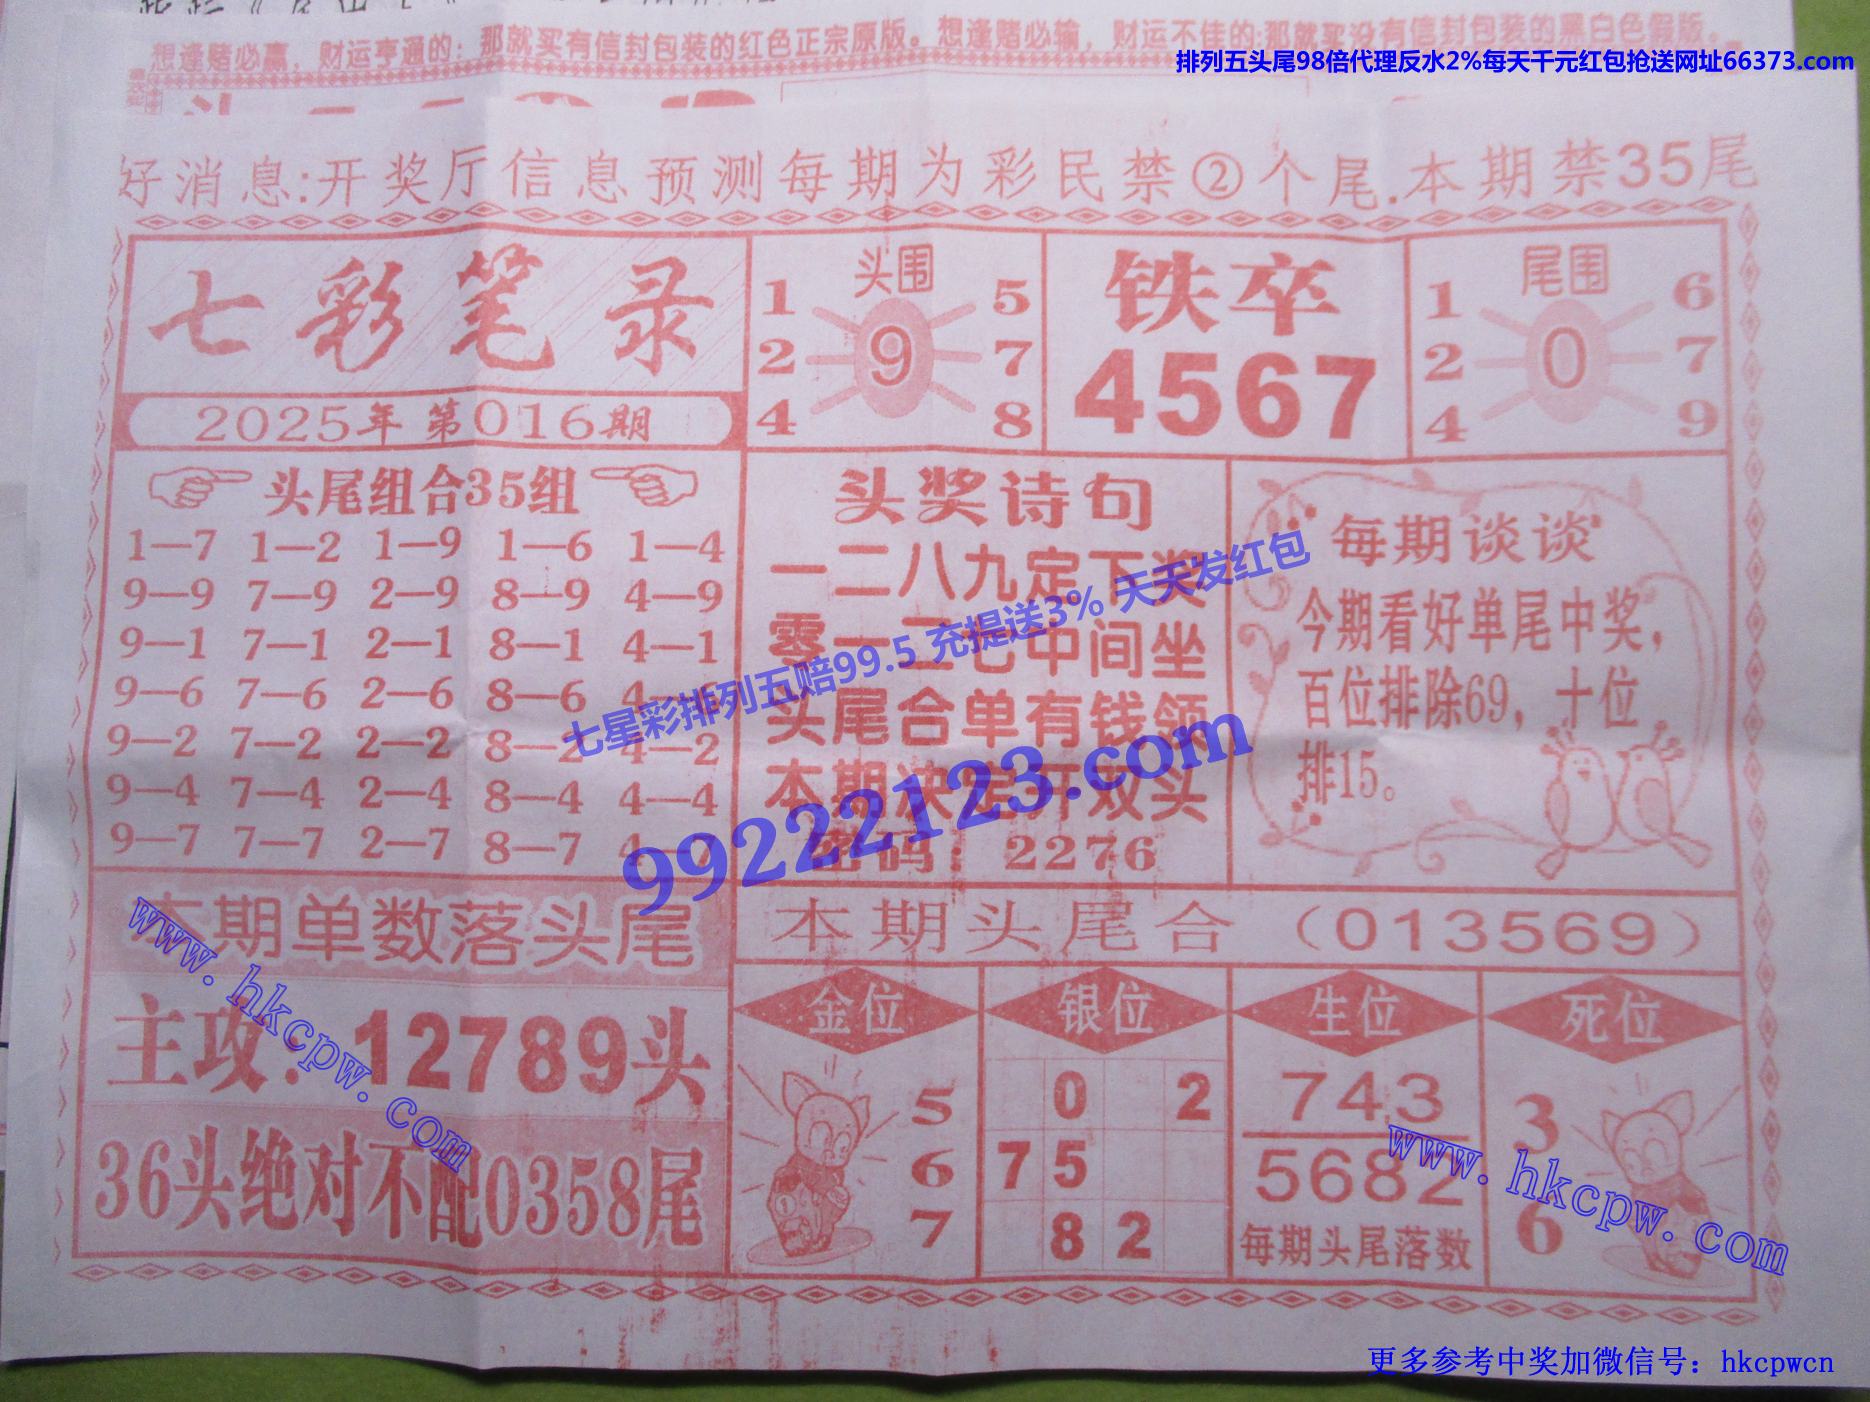 想逢赌必赢，财运亨通的：那就买有信封包装的红色正宗原版。想逢赌必输，财运不佳的:那就买没有信封包装的黑白色假版。
排列五头尾98倍代理反水2%每天千元红包抢送网址66373.com
好消息:开奖厅信息预测每期为彩民禁②个尾.本期禁35尾
七彩笔录
2025年第016期
头围
1 5
2 9 7
4 8
铁卒
4567
尾围
1 6
2 0 7
4 9
头尾组合35组
1—7 1—2 1—9 1—6 1—4
9—9 7—9 2—9 8—9 4—9
9—1 7—1 2—1 8—1 4—1
9—6 7—6 2—6 8—6 4—6
9—2 7—2 2—2 8—2 4—2
9—4 7—4 2—4 8—4 4—4
9—7 7—7 2—7 8—7 4—7
头奖诗句
一二八九定下奖
零一二七中间坐
头尾合单有钱领
本期决定开双头
密码：2276
每期谈谈
今期看好单尾中奖，
百位排除69，十位
排15。
七星彩排列五赔99.5 充提送3% 天天发红包
99222123.com
本期单数落头尾
主攻：12789头
36头绝对不配0358尾
本期头尾合（013569）
金位
5
6
7
银位
0 2
75
82
生位
743
5682
每期头尾落数
死位
3
6
www.hkcpw.com
www.hkcpw.com
更多参考中奖加微信号：hkcpwcn